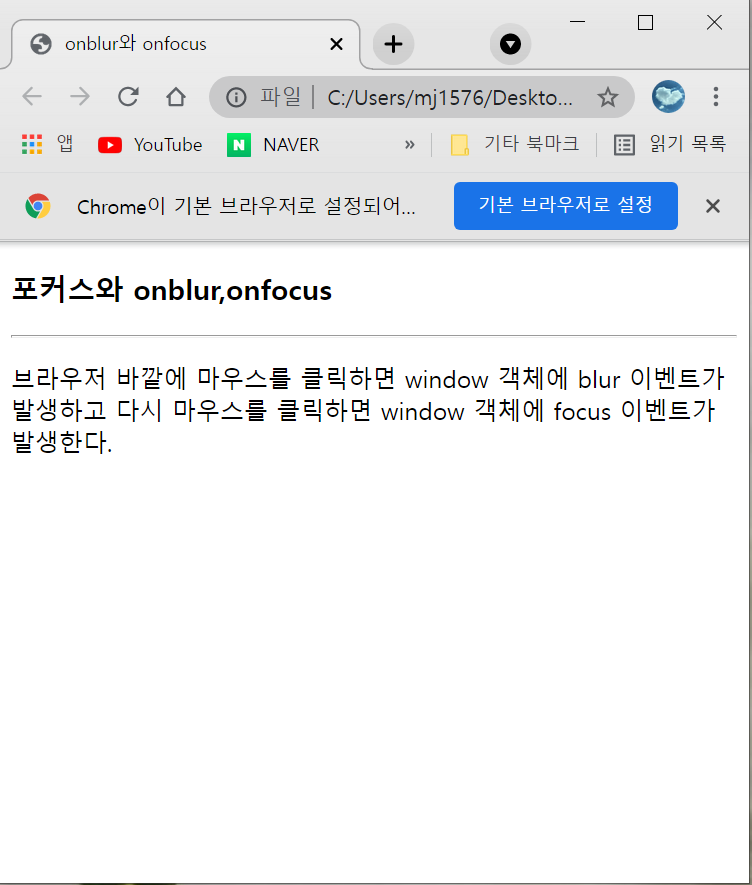 onblur와 onfocus
파일 C:/Users/mj1576/Deskto...
앱 YouTube NAVER » 기타 북마크 읽기 목록
Chrome이 기본 브라우저로 설정되어... 기본 브라우저로 설정
포커스와 onblur,onfocus
브라우저 바깥에 마우스를 클릭하면 window 객체에 blur 이벤트가
발생하고 다시 마우스를 클릭하면 window 객체에 focus 이벤트가
발생한다.